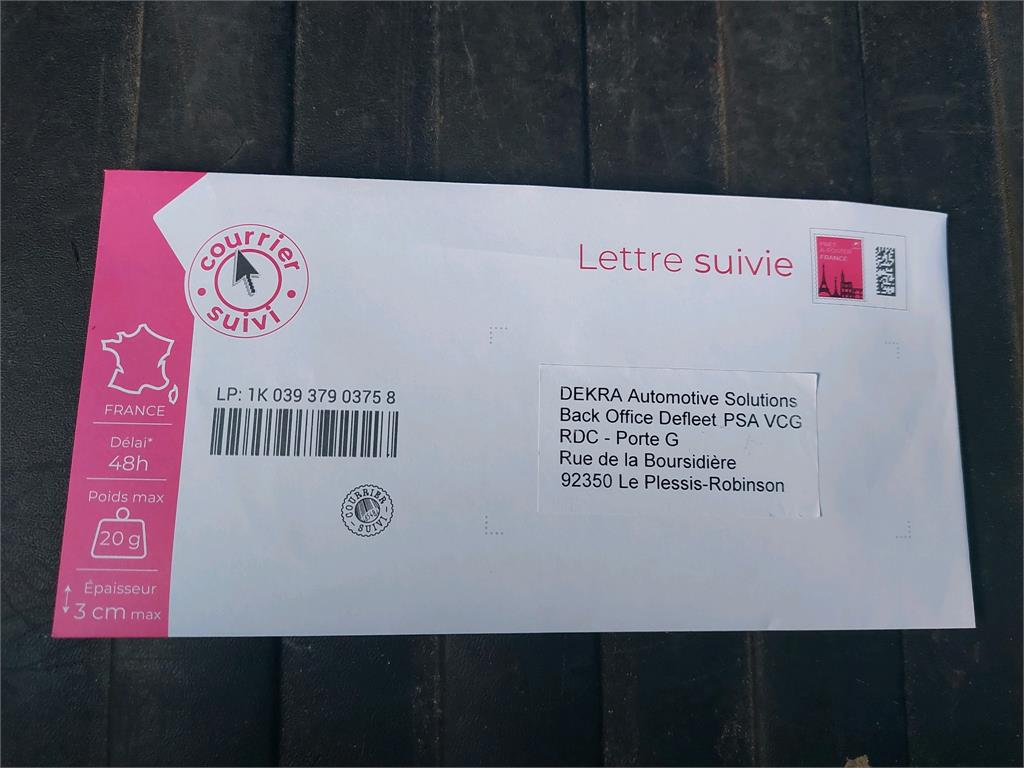 courrier
suivi
Lettre suivie
PRÊT
À POSTER
FRANCE
FRANCE
Délai*
48h
Poids max
20 g
Épaisseur
3 cm max
LP: 1K 039 379 0375 8
COURRIER
SUIVI
DEKRA Automotive Solutions
Back Office Defleet PSA VCG
RDC - Porte G
Rue de la Boursidière
92350 Le Plessis-Robinson